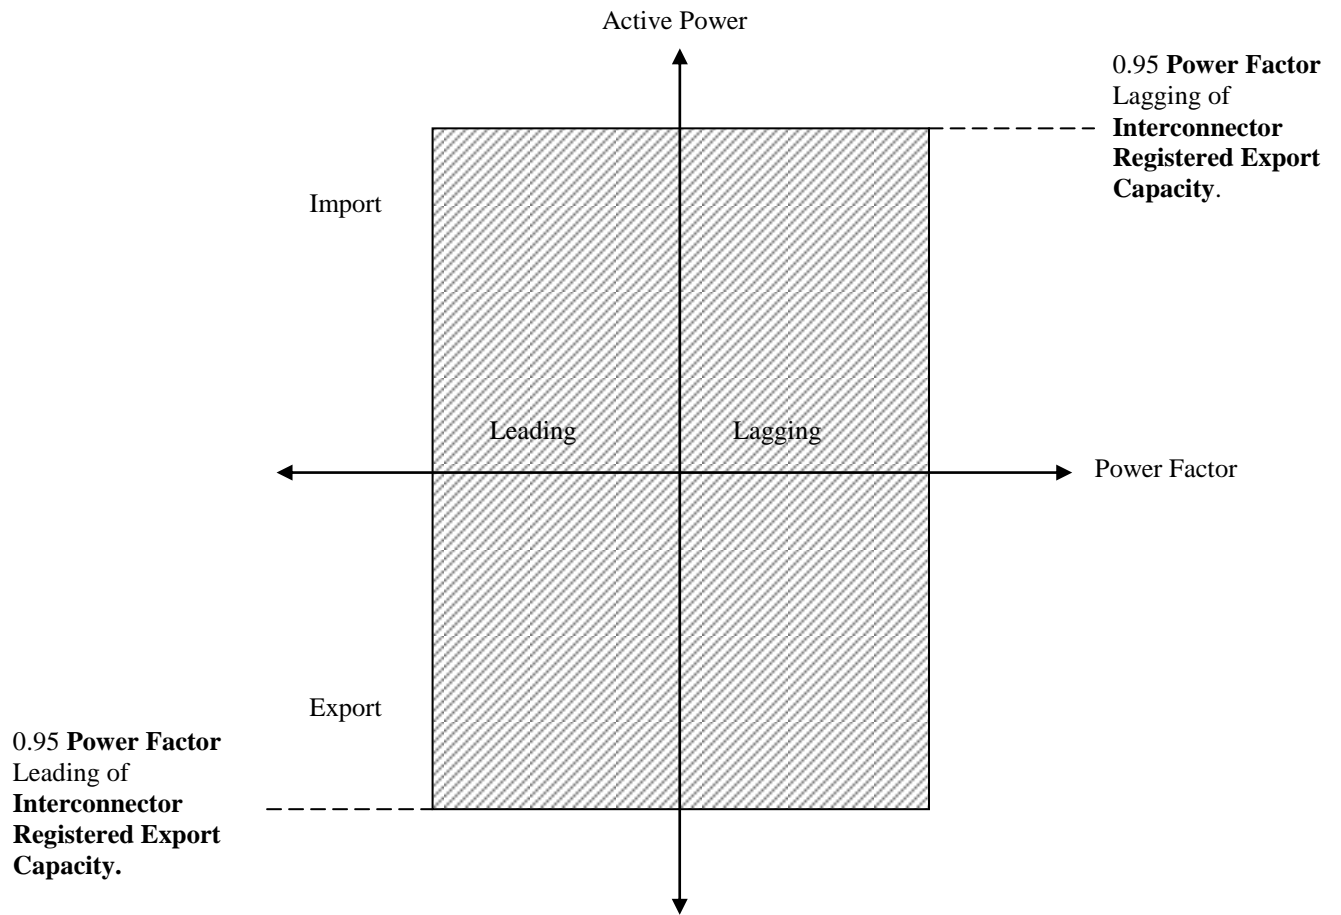 Active Power
0.95 Power Factor
Lagging of
Interconnector
Registered Export
Capacity.
Import
Leading
Lagging
Power Factor
Export
0.95 Power Factor
Leading of
Interconnector
Registered Export
Capacity.